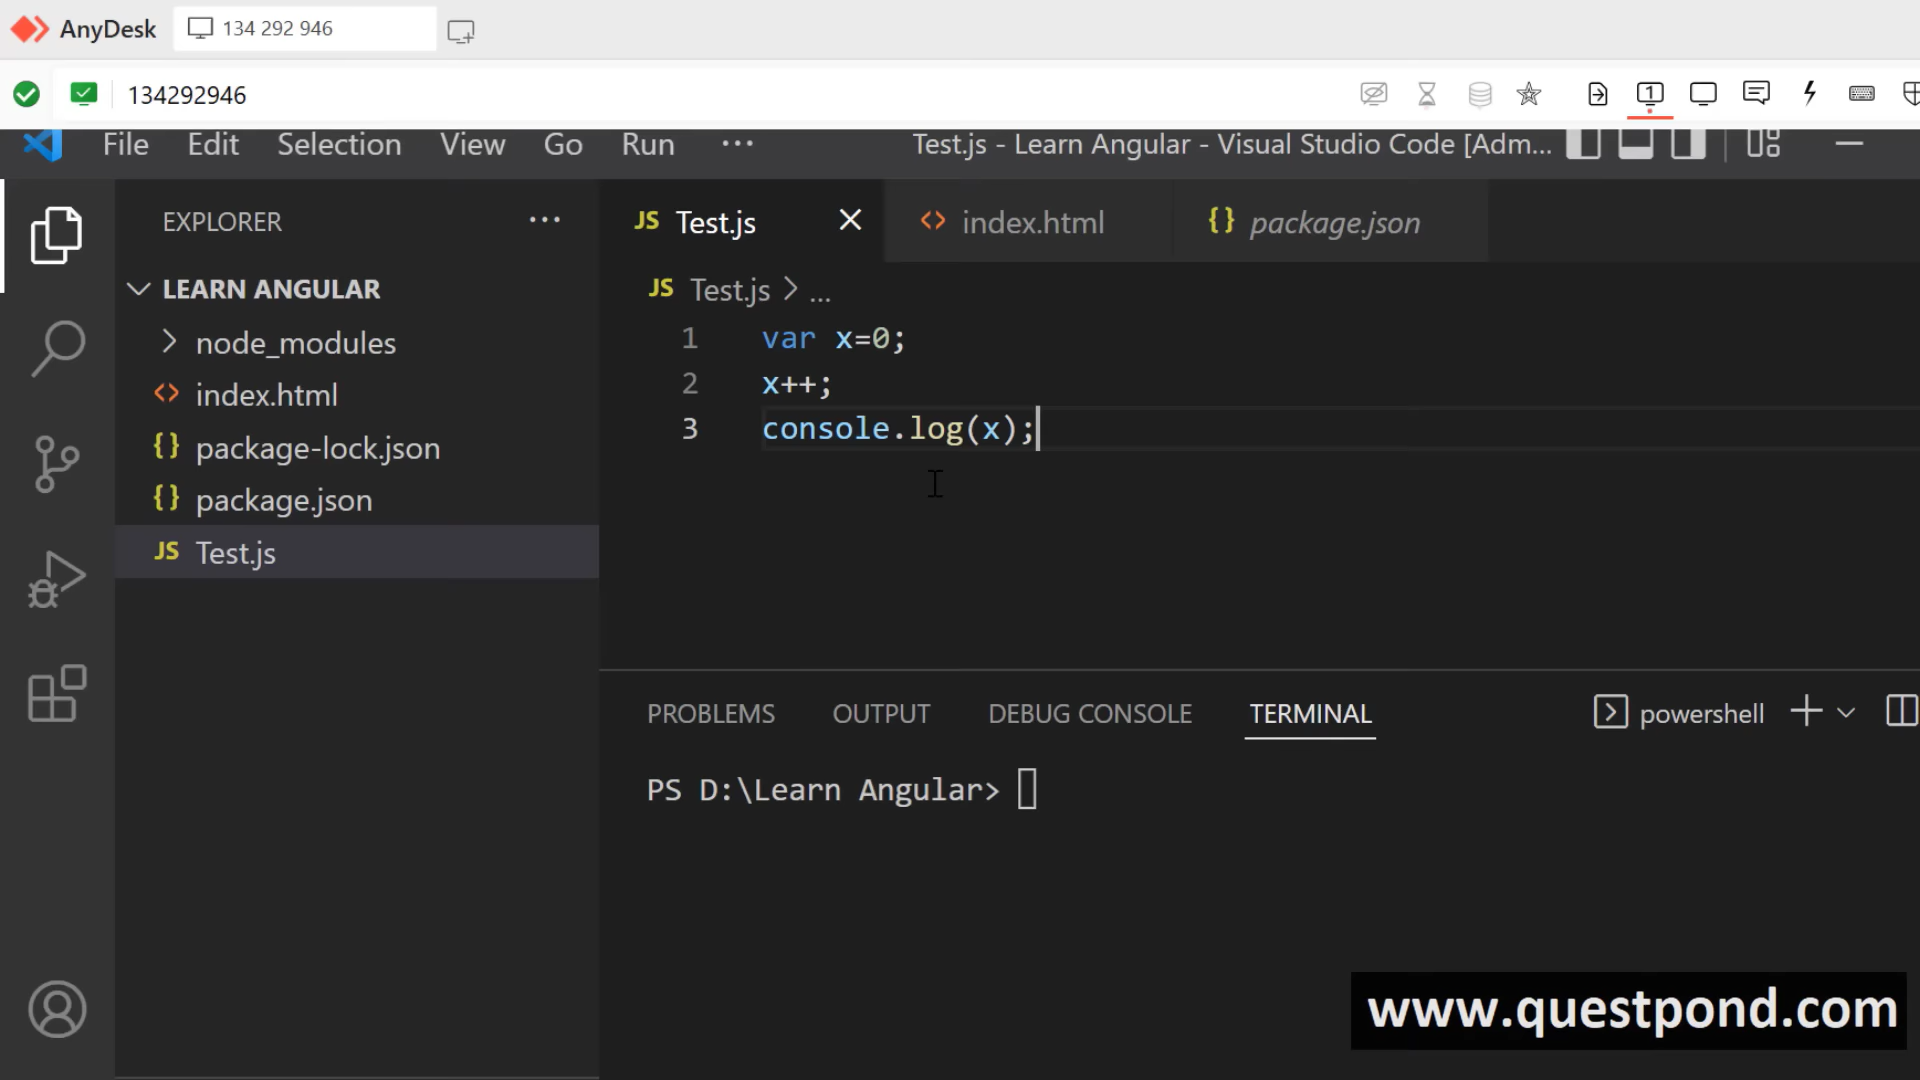 AnyDesk 134 292 946
134292946
1
File Edit Selection View Go Run ··· Test.js - Learn Angular - Visual Studio Code [Adm...
EXPLORER ···
LEARN ANGULAR
node_modules
<> index.html
{} package-lock.json
{} package.json
JS Test.js
JS Test.js <> index.html {} package.json
JS Test.js > ...
1 var x=0;
2 x++;
3 console.log(x);
PROBLEMS OUTPUT DEBUG CONSOLE TERMINAL powershell
PS D:\Learn Angular>
www.questpond.com